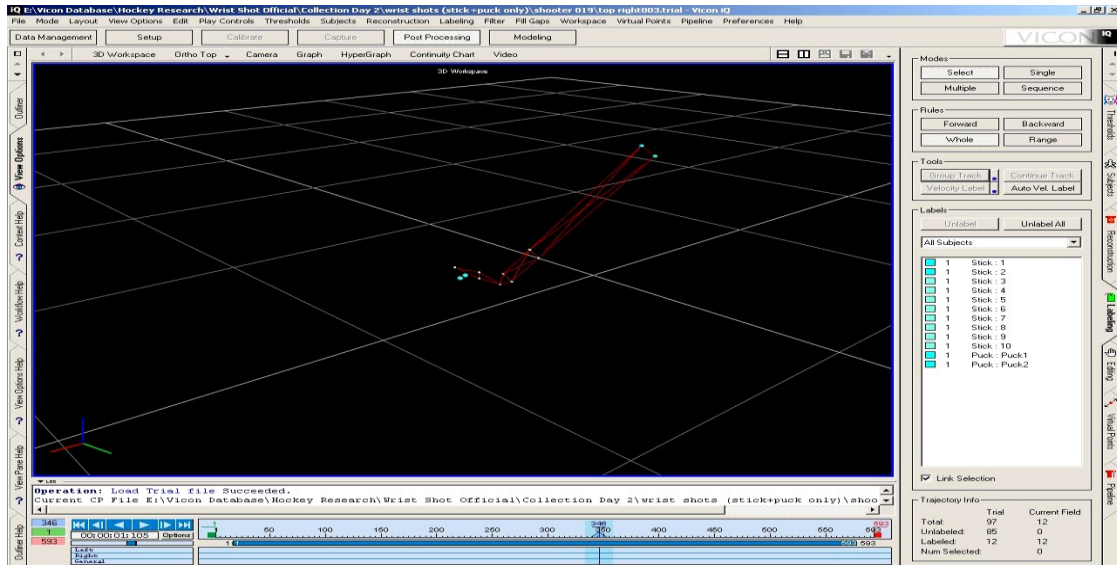 iQ E:\Vicon Database\Hockey Research\Wrist Shot Official\Collection Day 2\wrist shots (stick+puck only)\shooter 019\top right003.trial - Vicon iQ
File Mode Layout View Options Edit Play Controls Thresholds Subjects Reconstruction Labeling Filter Fill Gaps Workspace Virtual Points Pipeline Preferences Help
Data Management Setup Calibrate Capture Post Processing Modeling
VICON iQ
3D Workspace Ortho Top Camera Graph HyperGraph Continuity Chart Video
3D Workspace
Outliner
View Options
Context Help
Workflow Help
View Options Help
View Pane Help
Outline Help
Modes
Select Single
Multiple Sequence
Rules
Forward Backward
Whole Range
Tools
Group Track Continue Track
Velocity Label Auto Vel. Label
Labels
Unlabel Unlabel All
All Subjects
1 Stick : 1
1 Stick : 2
1 Stick : 3
1 Stick : 4
1 Stick : 5
1 Stick : 6
1 Stick : 7
1 Stick : 8
1 Stick : 9
1 Stick : 10
1 Puck : Puck1
1 Puck : Puck2
Link Selection
Trajectory Info
Trial Current Field
Total: 97 12
Unlabeled: 85 0
Labeled: 12 12
Num Selected: 0
Thresholds
Subjects
Reconstruction
Labeling
Editing
Virtual Points
Pipeline
LOG
Operation: Load Trial file Succeeded.
Current CP File E:\Vicon Database\Hockey Research\Wrist Shot Official\Collection Day 2\wrist shots (stick+puck only)\shoo
346
1
593
00:00:01:105 Options
1 50 100 150 200 250 300 346 350 400 450 500 550 593
1 593 593
Left
Right
General